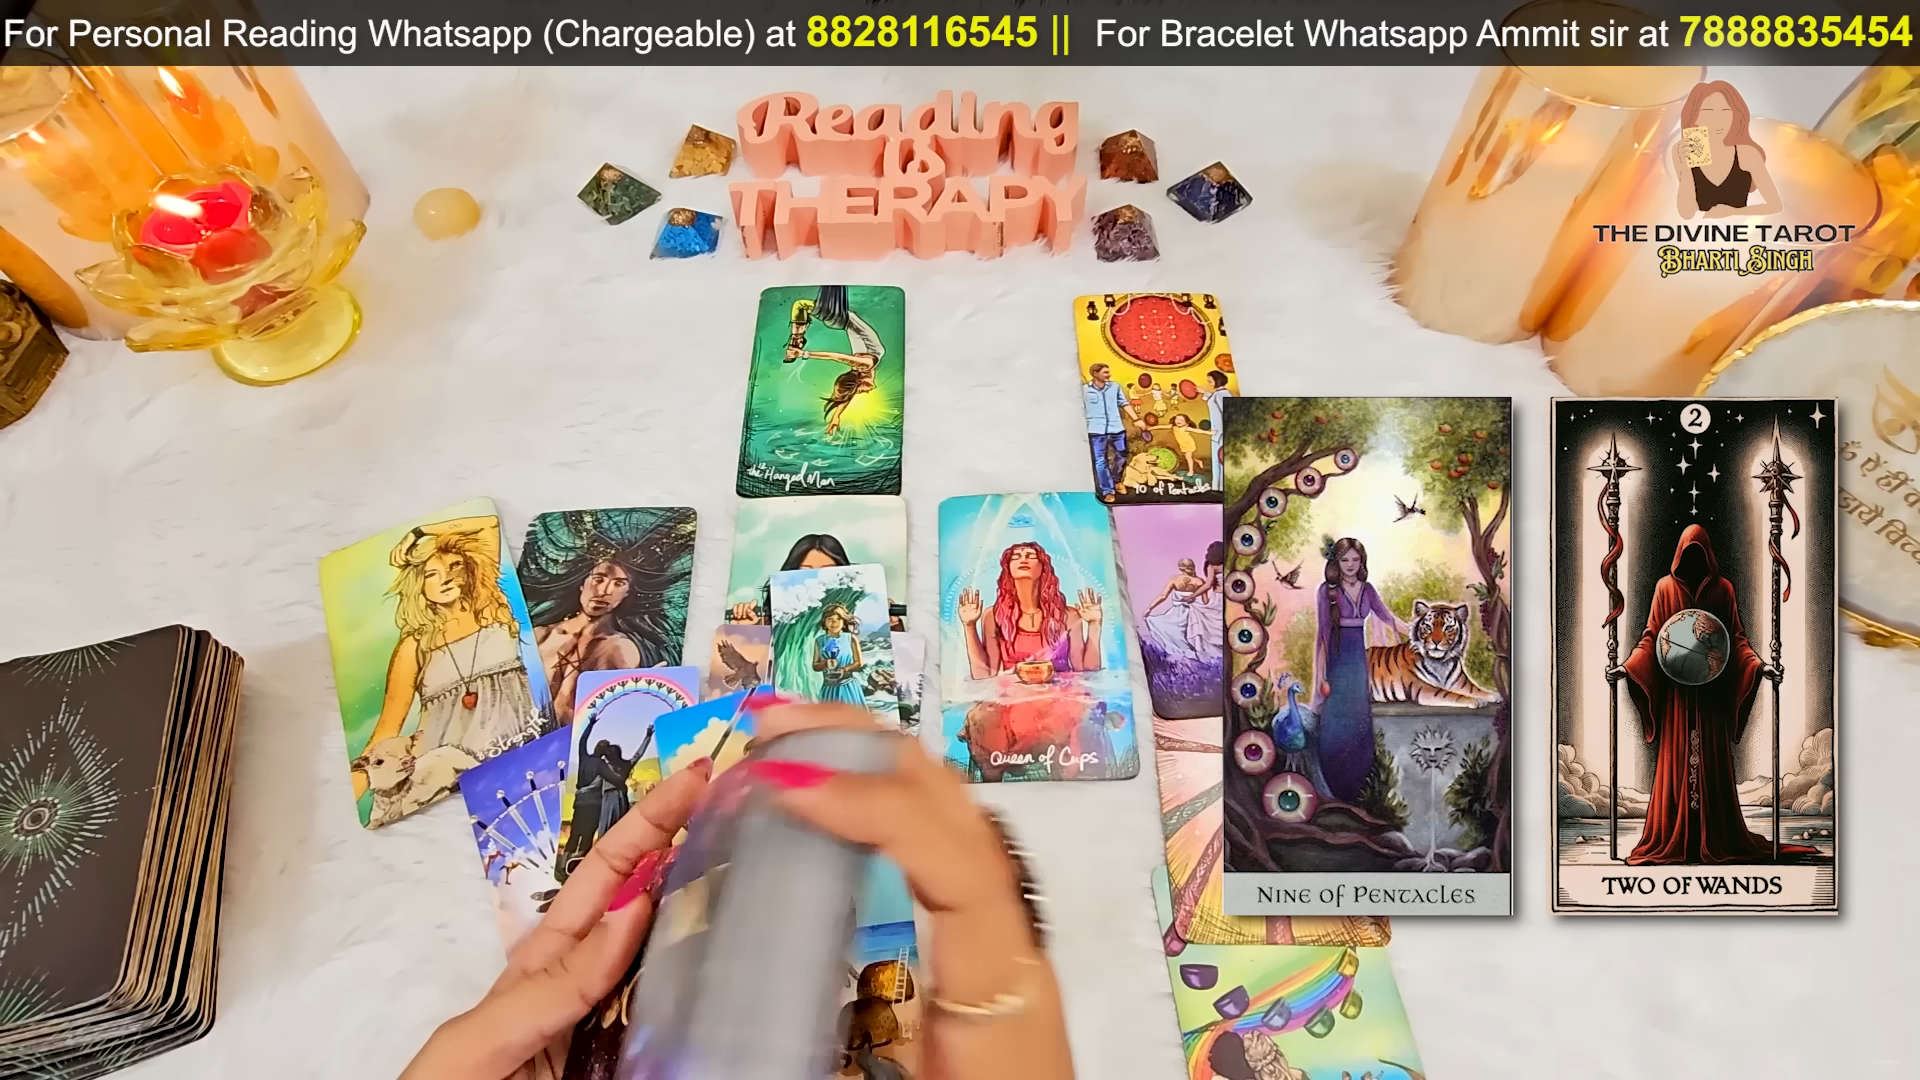 For Personal Reading Whatsapp (Chargeable) at 8828116545 || For Bracelet Whatsapp Ammit sir at 7888835454
Reading
is
THERAPY
THE DIVINE TAROT
BHARTI SINGH
the Hanged Man
10 of Pentacles
2
Strength
Queen of Cups
NINE OF PENTACLES
TWO OF WANDS